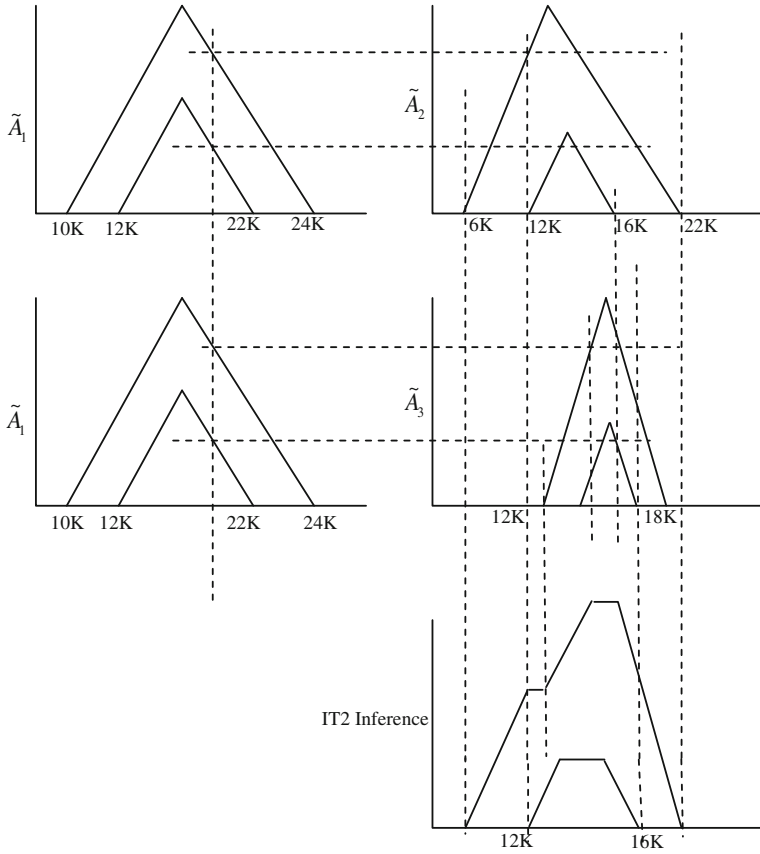 Ã₁
10K 12K 22K 24K
Ã₂
6K 12K 16K 22K
Ã₁
10K 12K 22K 24K
Ã₃
12K 18K
IT2 Inference
12K 16K